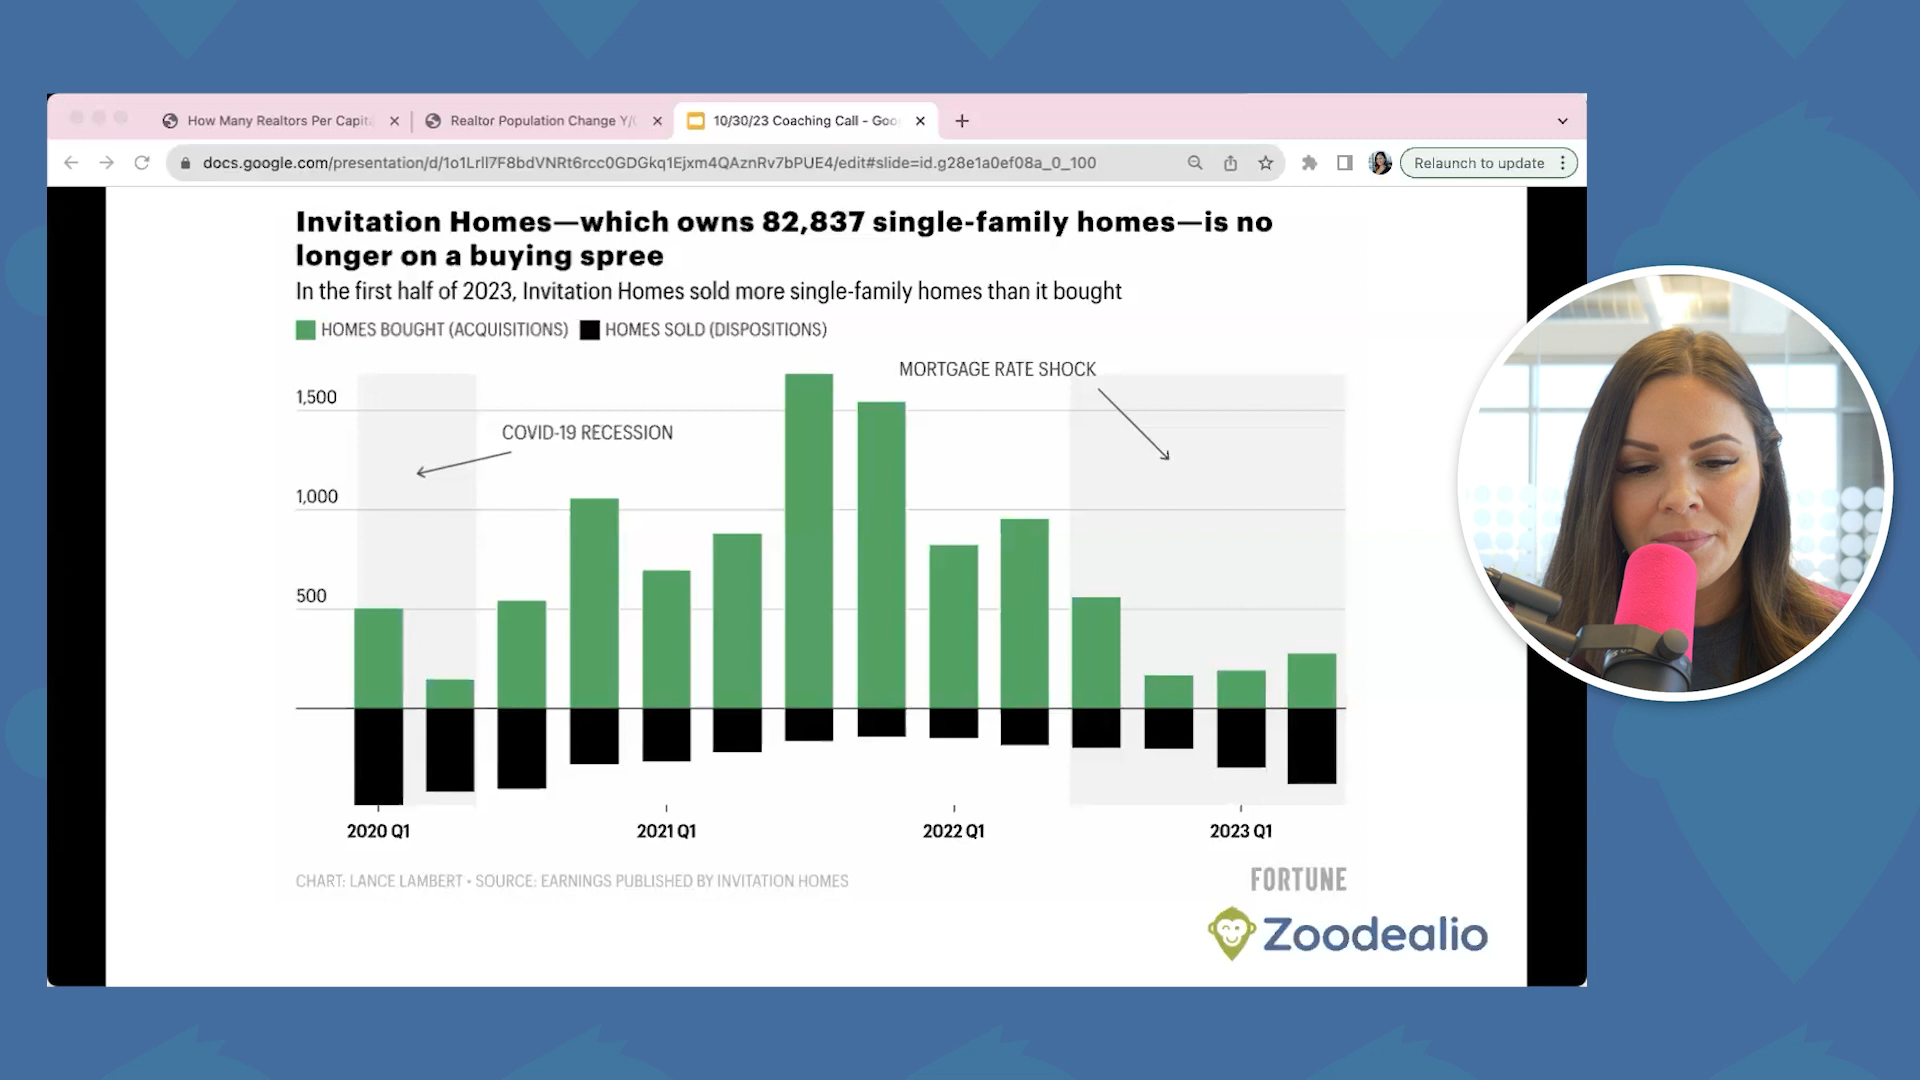 How Many Realtors Per Capit
Realtor Population Change Y/
10/30/23 Coaching Call - Goo
docs.google.com/presentation/d/1o1Lrll7F8bdVNRt6rcc0GDGkq1Ejxm4QAznRv7bPUE4/edit#slide=id.g28e1a0ef08a_0_100
Relaunch to update
Invitation Homes—which owns 82,837 single-family homes—is no
longer on a buying spree
In the first half of 2023, Invitation Homes sold more single-family homes than it bought
HOMES BOUGHT (ACQUISITIONS) HOMES SOLD (DISPOSITIONS)
MORTGAGE RATE SHOCK
1,500
COVID-19 RECESSION
1,000
500
2020 Q1 2021 Q1 2022 Q1 2023 Q1
CHART: LANCE LAMBERT • SOURCE: EARNINGS PUBLISHED BY INVITATION HOMES
FORTUNE
Zoodealio